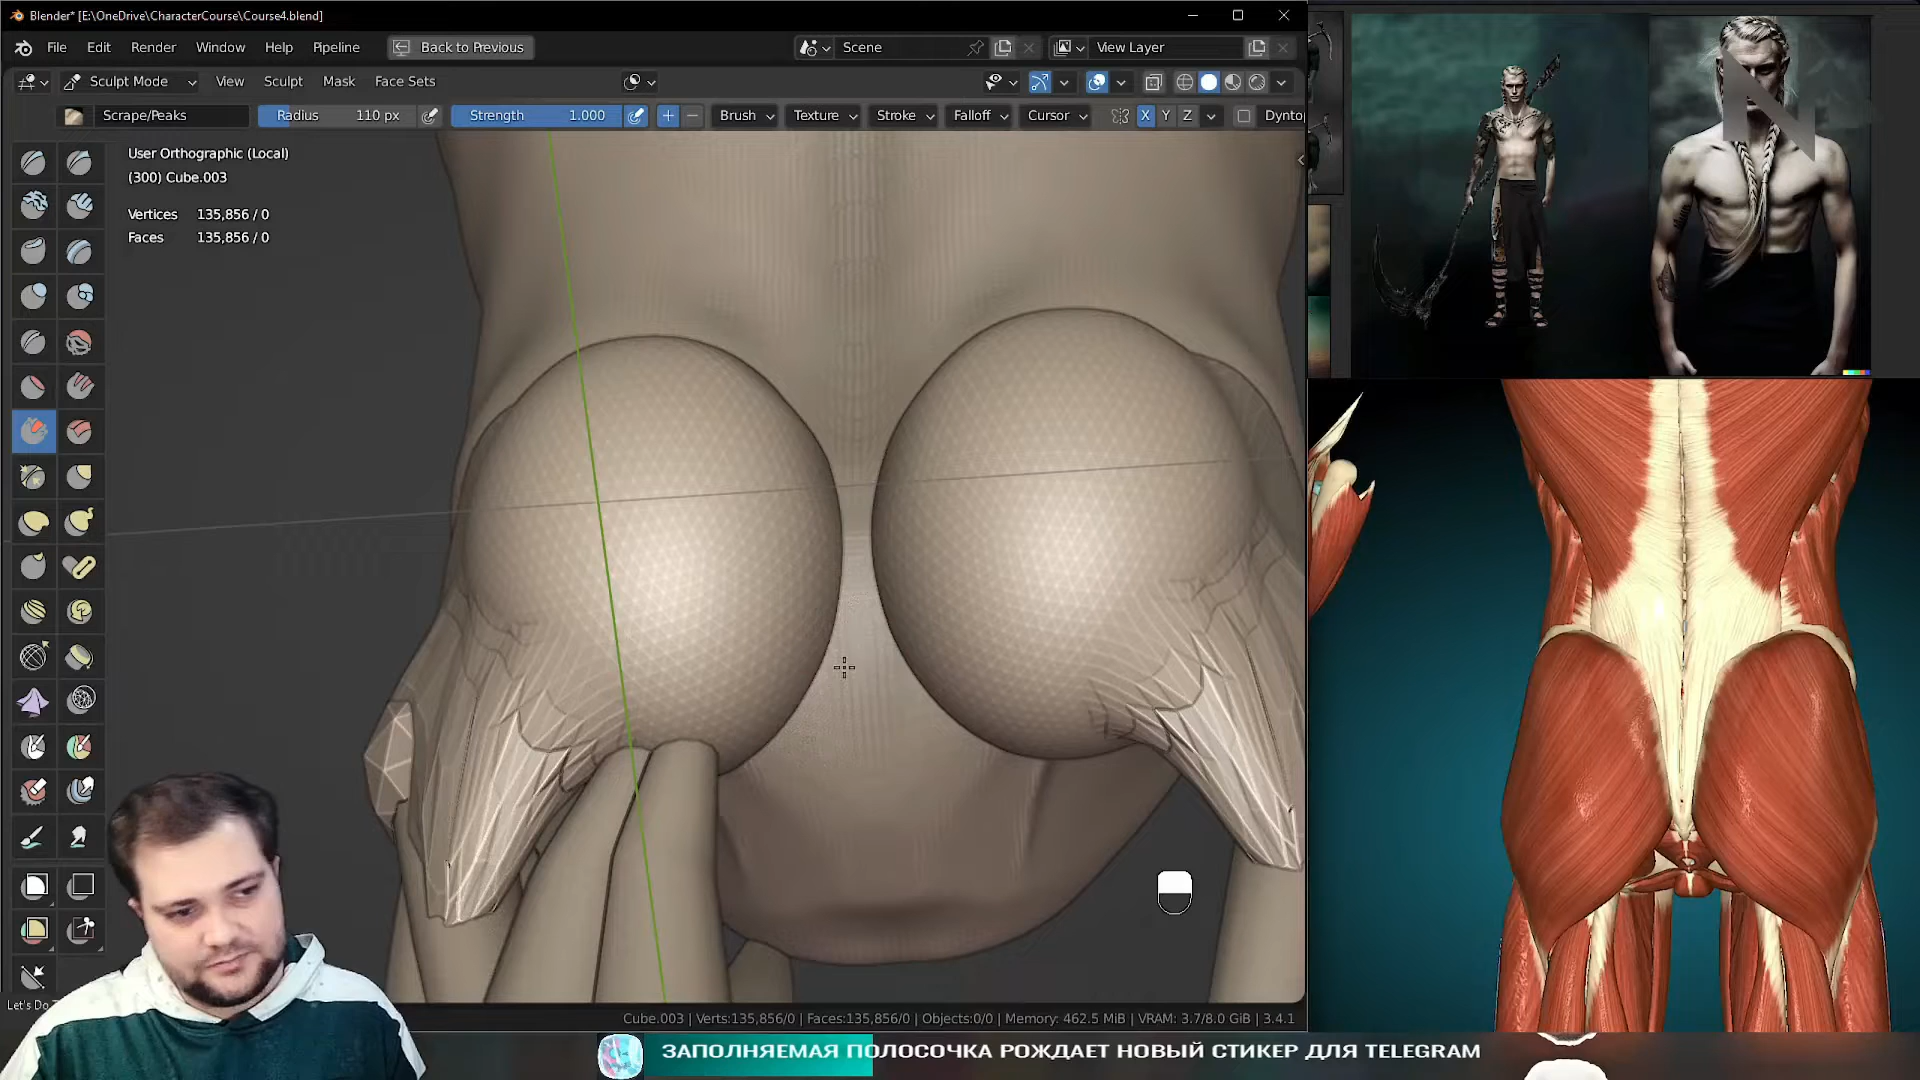 Blender* [E:\OneDrive\CharacterCourse\Course4.blend]
File Edit Render Window Help Pipeline Back to Previous Scene View Layer
Sculpt Mode View Sculpt Mask Face Sets
Scrape/Peaks Radius 110 px Strength 1.000 Brush Texture Stroke Falloff Cursor X Y Z Dynto
User Orthographic (Local)
(300) Cube.003
Vertices 135,856 / 0
Faces 135,856 / 0
Let's Do
Cube.003 | Verts:135,856/0 | Faces:135,856/0 | Objects:0/0 | Memory: 462.5 MiB | VRAM: 3.7/8.0 GiB | 3.4.1
ЗАПОЛНЯЕМАЯ ПОЛОСОЧКА РОЖДАЕТ НОВЫЙ СТИКЕР ДЛЯ TELEGRAM